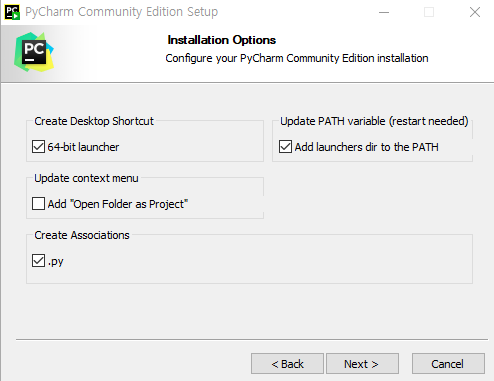 PyCharm Community Edition Setup
PC
Installation Options
Configure your PyCharm Community Edition installation
Create Desktop Shortcut
64-bit launcher
Update PATH variable (restart needed)
Add launchers dir to the PATH
Update context menu
Add "Open Folder as Project"
Create Associations
.py
< Back
Next >
Cancel